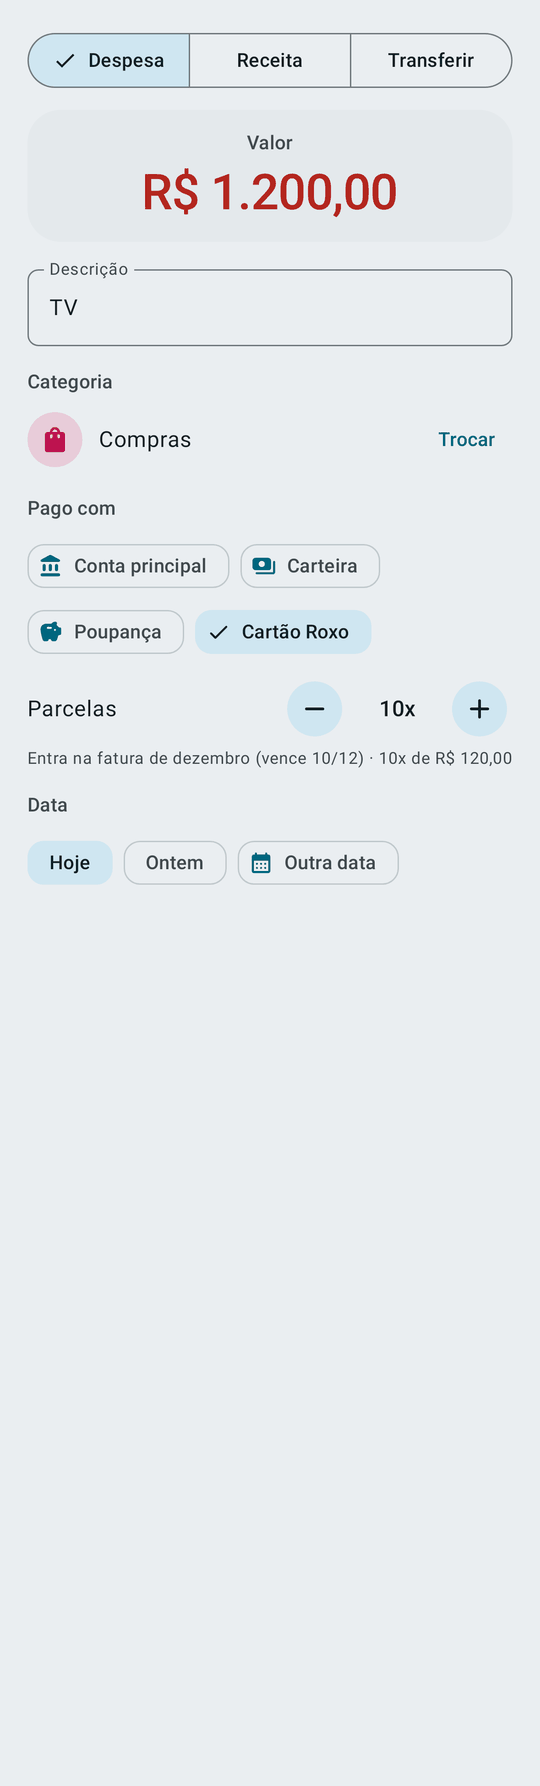 Despesa Receita Transferir
Valor
R$ 1.200,00
Descrição
TV
Categoria
Compras Trocar
Pago com
Conta principal Carteira
Poupança Cartão Roxo
Parcelas 10x
Entra na fatura de dezembro (vence 10/12) · 10x de R$ 120,00
Data
Hoje Ontem Outra data